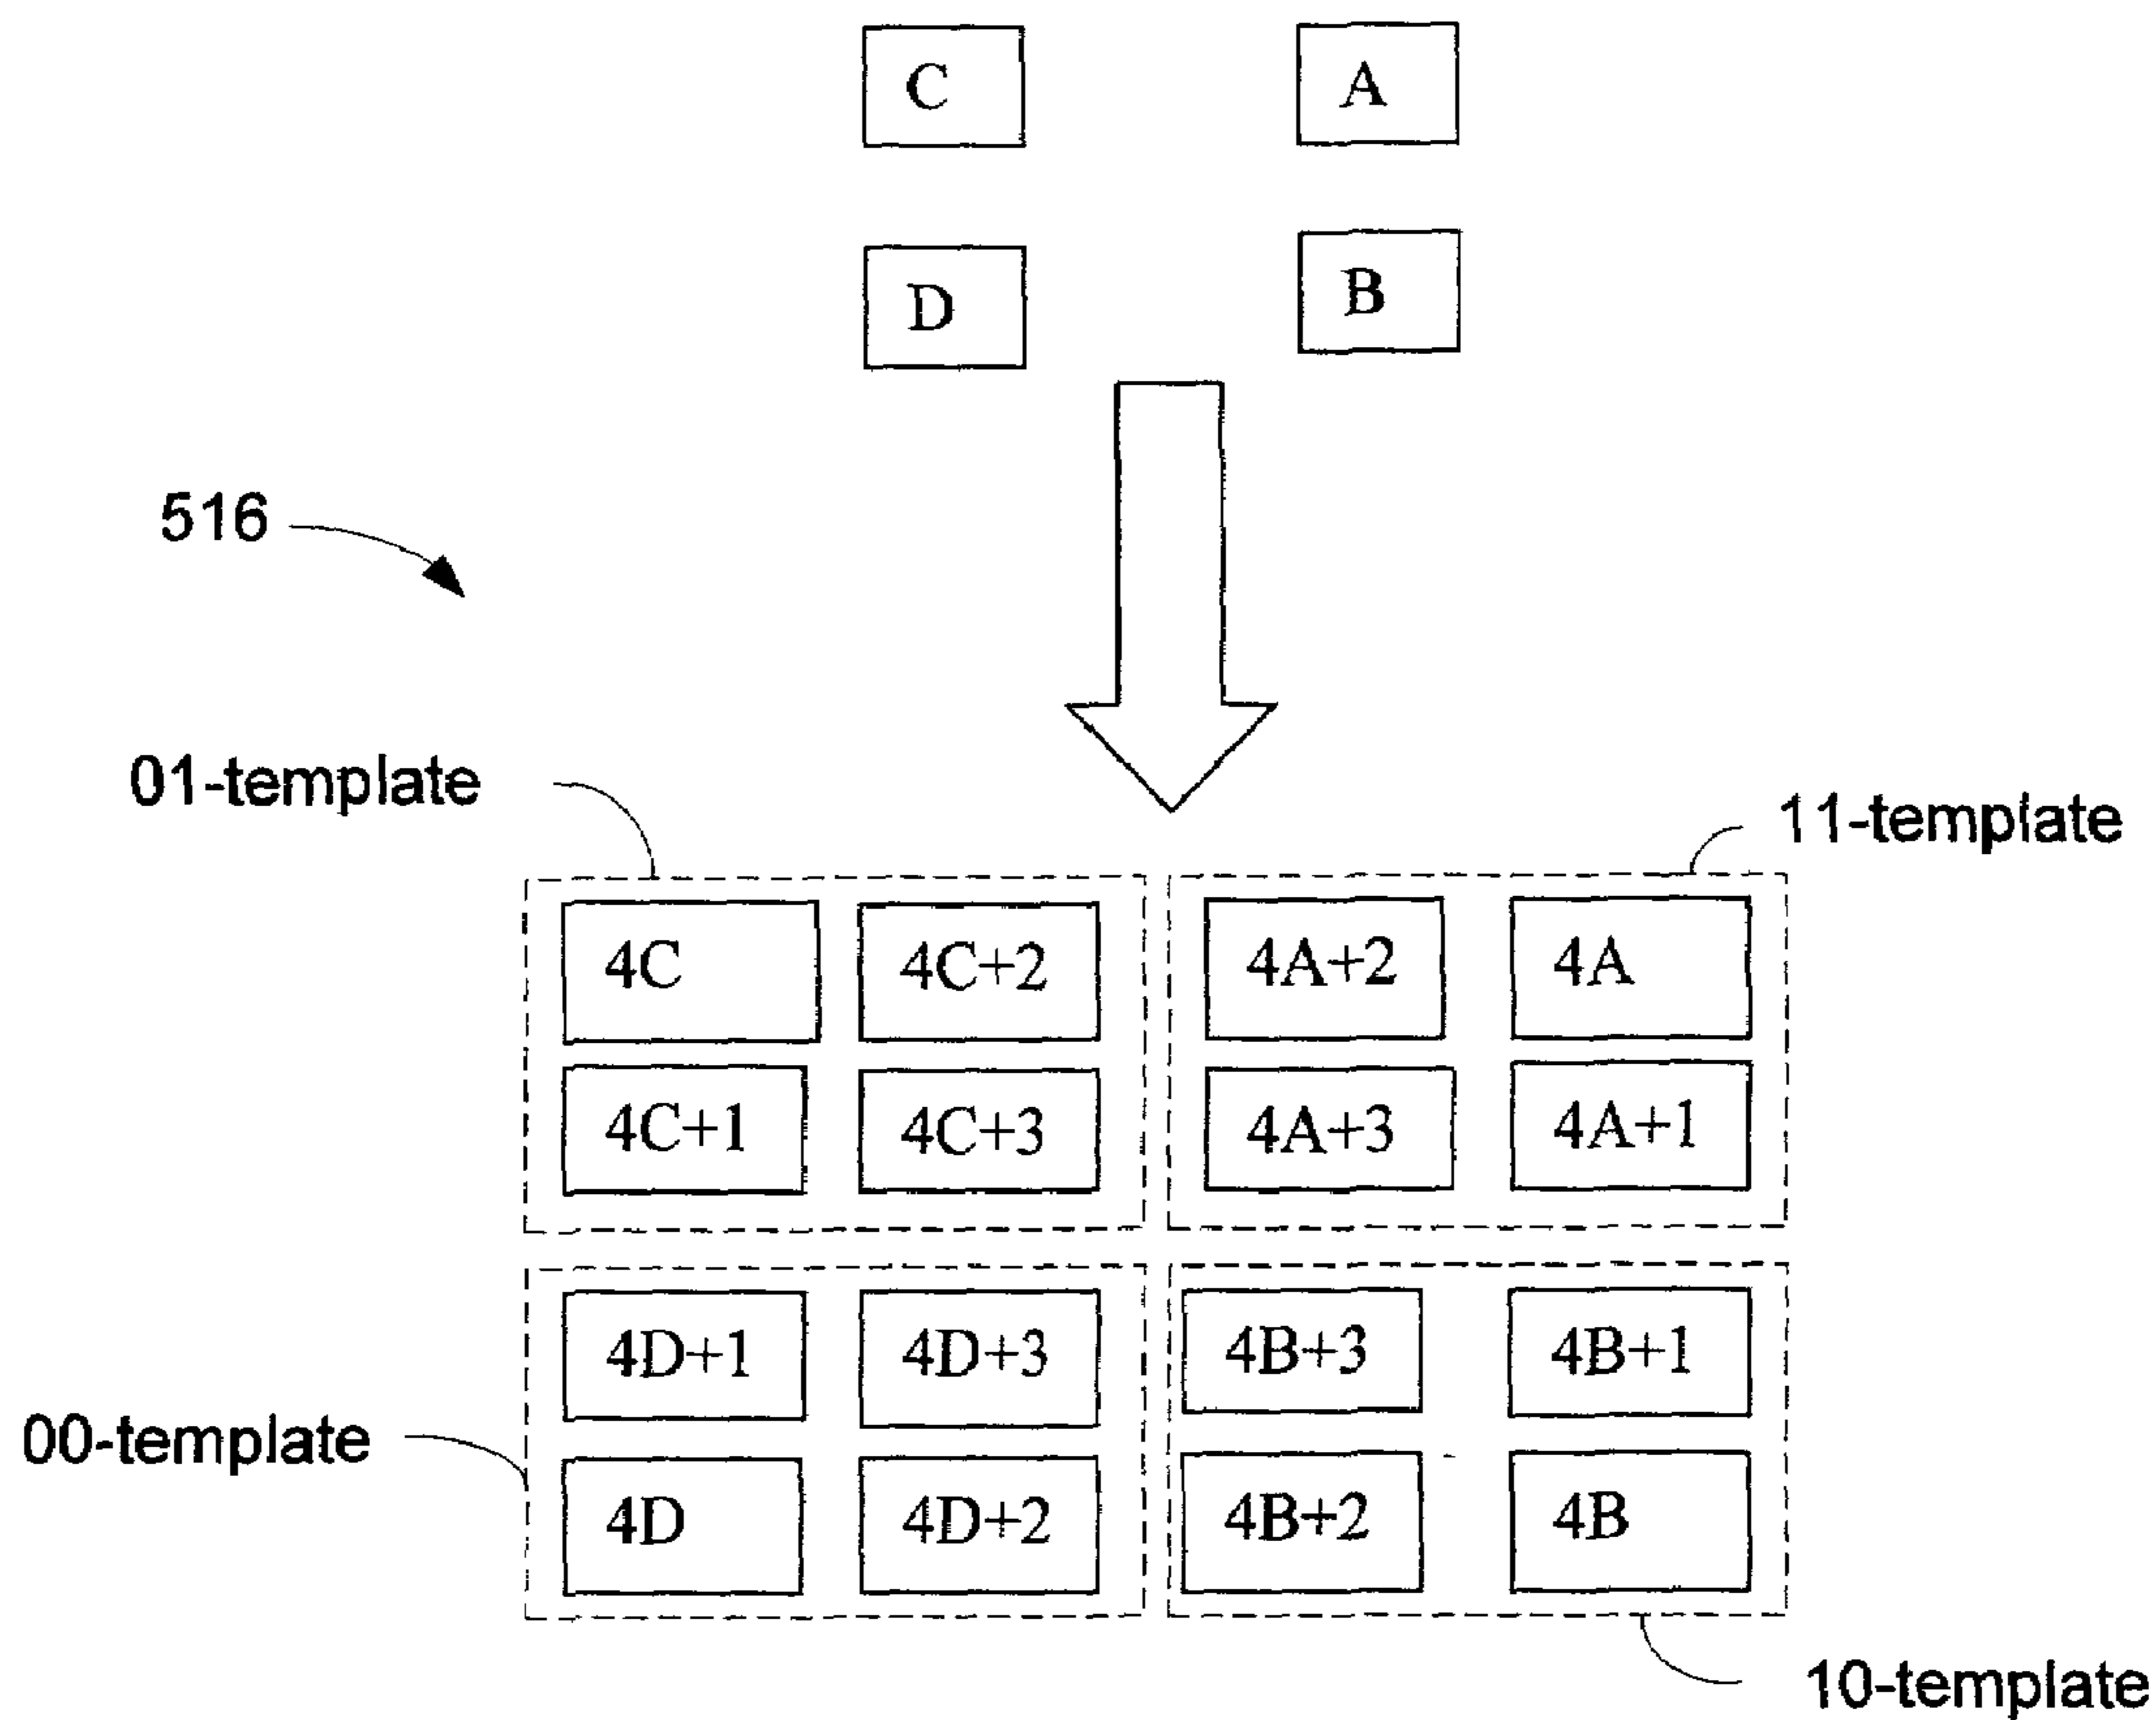 C
A
D
B
516
01-template
11-template
4C
4C+2
4A+2
4A
4C+1
4C+3
4A+3
4A+1
4D+1
4D+3
4B+3
4B+1
00-template
4D
4D+2
4B+2
4B
10-template